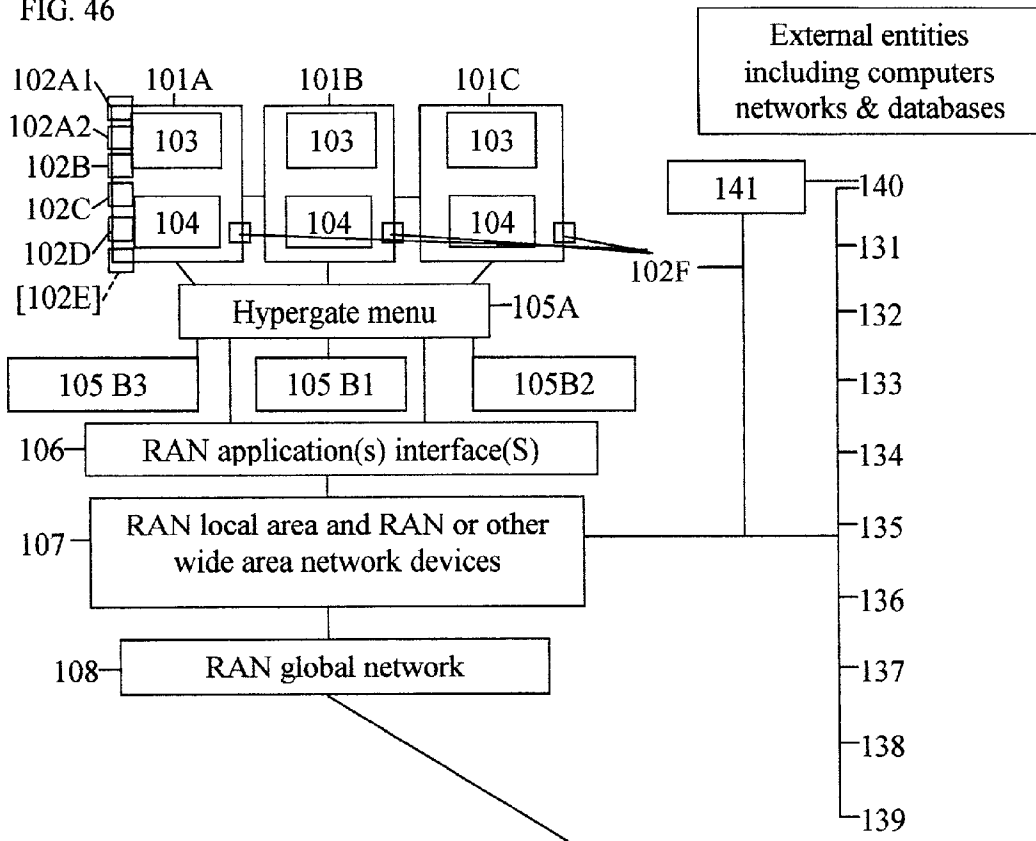 FIG. 46
External entities
including computers
networks & databases
102A1
101A
101B
101C
102A2
102B
102C
102D
[102E]
103
103
103
104
104
104
102F
141
140
131
132
133
134
135
136
137
138
139
Hypergate menu
105A
105 B3
105 B1
105B2
106
RAN application(s) interface(S)
107
RAN local area and RAN or other
wide area network devices
108
RAN global network